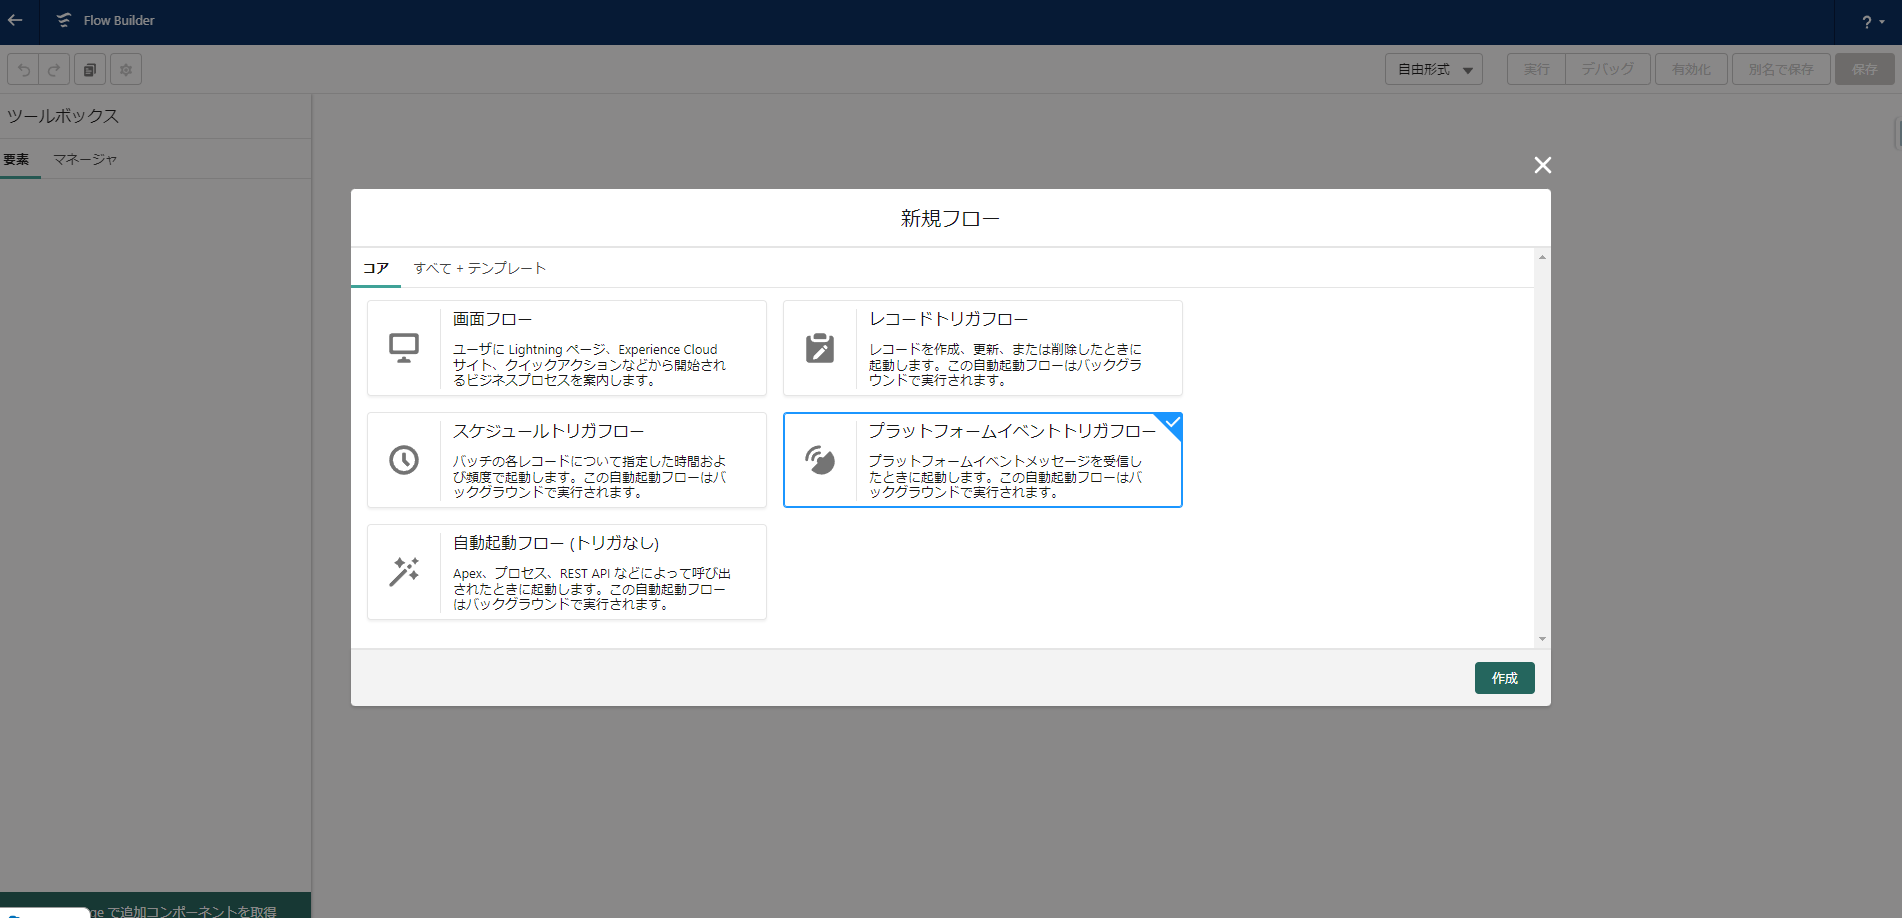 Flow Builder
?
自由形式
実行
デバッグ
有効化
別名で保存
保存
ツールボックス
要素
マネージャ
新規フロー
コア
すべて + テンプレート
画面フロー
ユーザに Lightning ページ、Experience Cloud
サイト、クイックアクションなどから開始され
るビジネスプロセスを案内します。
レコードトリガフロー
レコードを作成、更新、または削除したときに
起動します。この自動起動フローはバックグラ
ウンドで実行されます。
スケジュールトリガフロー
バッチの各レコードについて指定した時間およ
び頻度で起動します。この自動起動フローはバ
ックグラウンドで実行されます。
プラットフォームイベントトリガフロー
プラットフォームイベントメッセージを受信し
たときに起動します。この自動起動フローはバ
ックグラウンドで実行されます。
自動起動フロー (トリガなし)
Apex、プロセス、REST API などによって呼び出
されたときに起動します。この自動起動フロー
はバックグラウンドで実行されます。
作成
で追加コンポーネントを取得